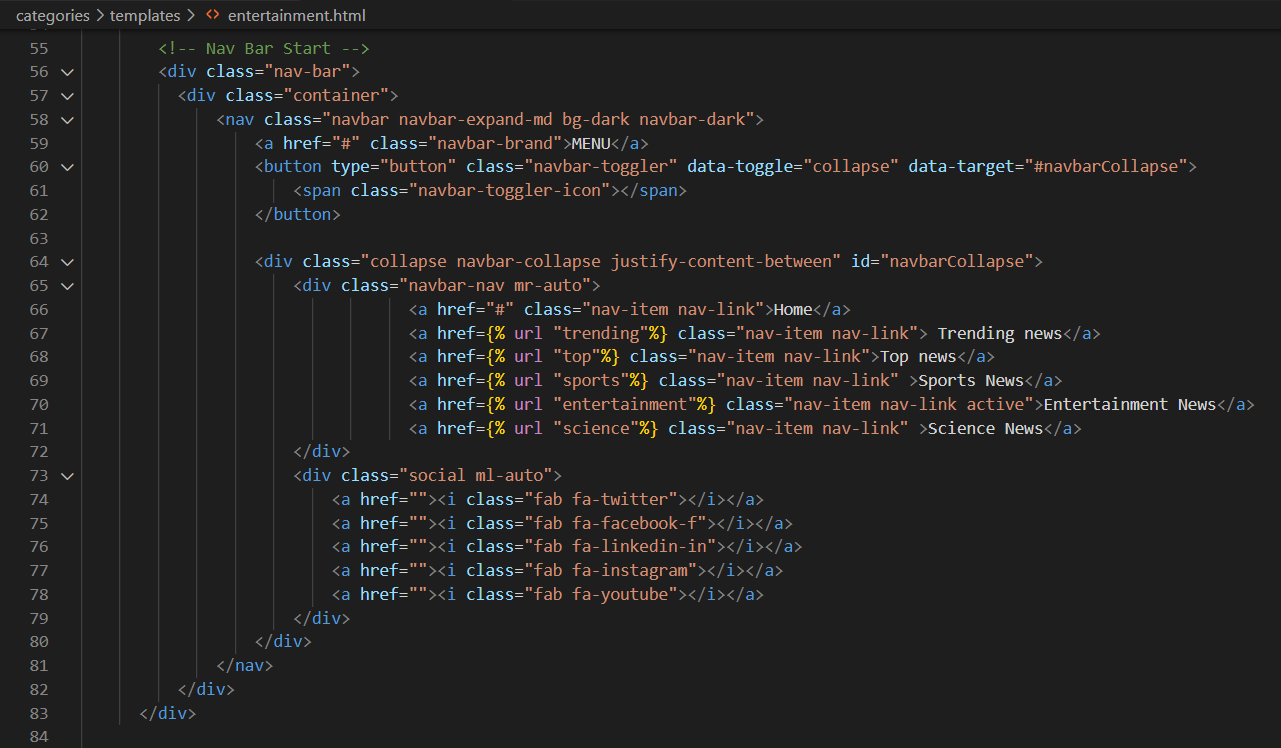 categories > templates > <> entertainment.html
55 <!-- Nav Bar Start -->
56 <div class="nav-bar">
57 <div class="container">
58 <nav class="navbar navbar-expand-md bg-dark navbar-dark">
59 <a href="#" class="navbar-brand">MENU</a>
60 <button type="button" class="navbar-toggler" data-toggle="collapse" data-target="#navbarCollapse">
61 <span class="navbar-toggler-icon"></span>
62 </button>
63
64 <div class="collapse navbar-collapse justify-content-between" id="navbarCollapse">
65 <div class="navbar-nav mr-auto">
66 <a href="#" class="nav-item nav-link">Home</a>
67 <a href={% url "trending"%} class="nav-item nav-link"> Trending news</a>
68 <a href={% url "top"%} class="nav-item nav-link">Top news</a>
69 <a href={% url "sports"%} class="nav-item nav-link" >Sports News</a>
70 <a href={% url "entertainment"%} class="nav-item nav-link active">Entertainment News</a>
71 <a href={% url "science"%} class="nav-item nav-link" >Science News</a>
72 </div>
73 <div class="social ml-auto">
74 <a href=""><i class="fab fa-twitter"></i></a>
75 <a href=""><i class="fab fa-facebook-f"></i></a>
76 <a href=""><i class="fab fa-linkedin-in"></i></a>
77 <a href=""><i class="fab fa-instagram"></i></a>
78 <a href=""><i class="fab fa-youtube"></i></a>
79 </div>
80 </div>
81 </nav>
82 </div>
83 </div>
84